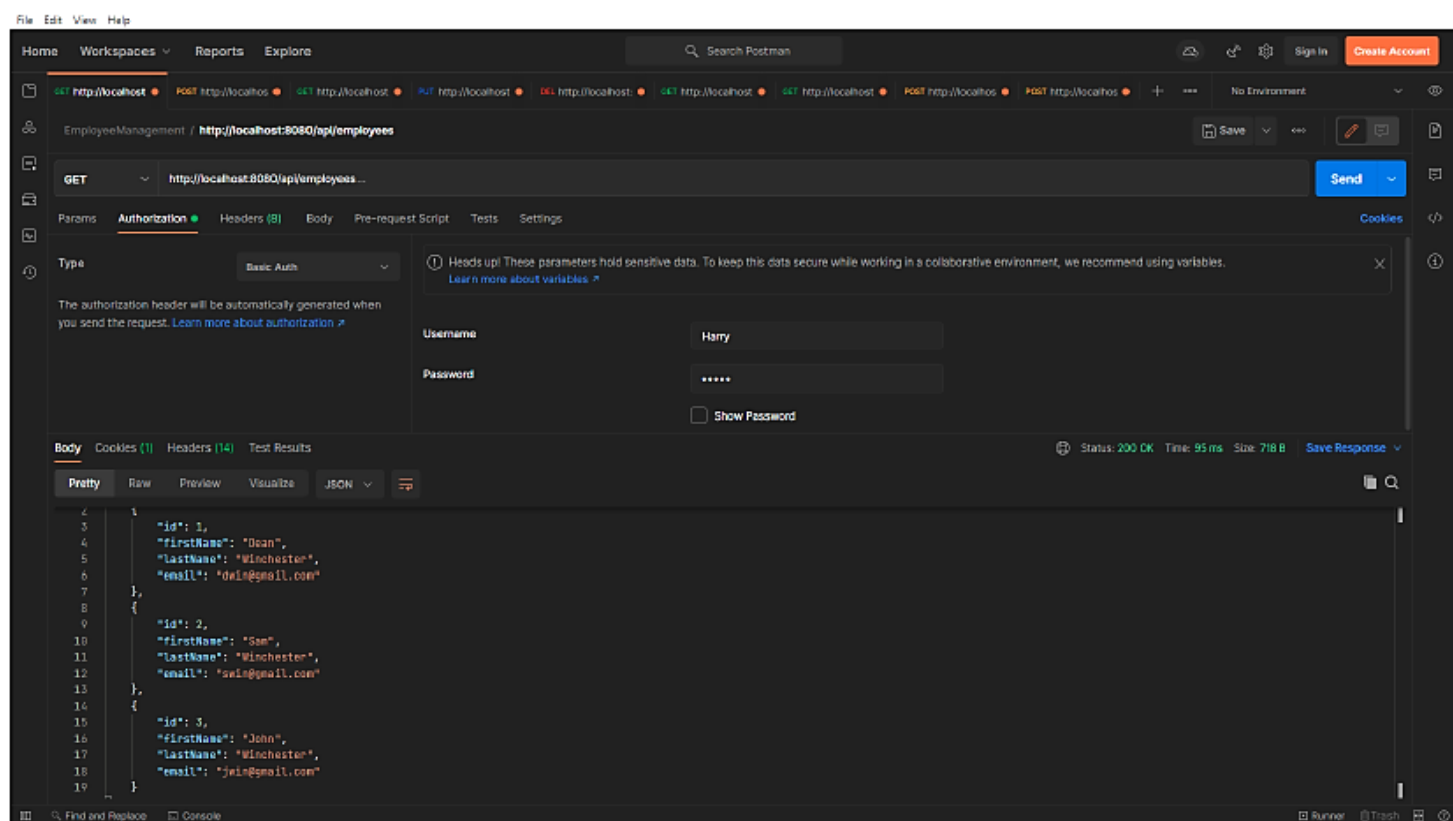 File Edit View Help
Home Workspaces Reports Explore Search Postman Sign In Create Account
GET http://localhost POST http://localhos GET http://localhost PUT http://localhost DEL http://localhost: GET http://localhost GET http://localhost POST http://localhos POST http://localhos + No Environment
EmployeeManagement / http://localhost:8080/api/employees Save
GET http://localhost:8080/api/employees... Send
Params Authorization Headers (8) Body Pre-request Script Tests Settings Cookies
Type Basic Auth
Heads up! These parameters hold sensitive data. To keep this data secure while working in a collaborative environment, we recommend using variables.
Learn more about variables ↗
The authorization header will be automatically generated when
you send the request. Learn more about authorization ↗
Username Harry
Password •••••
Show Password
Body Cookies (1) Headers (14) Test Results Status: 200 OK Time: 95 ms Size: 718 B Save Response
Pretty Raw Preview Visualize JSON
2 {
3 "id": 1,
4 "firstName": "Dean",
5 "lastName": "Winchester",
6 "email": "dwin@gmail.com"
7 },
8 {
9 "id": 2,
10 "firstName": "Sam",
11 "lastName": "Winchester",
12 "email": "swin@gmail.com"
13 },
14 {
15 "id": 3,
16 "firstName": "John",
17 "lastName": "Winchester",
18 "email": "jwin@gmail.com"
19 }
Find and Replace Console Runner Trash